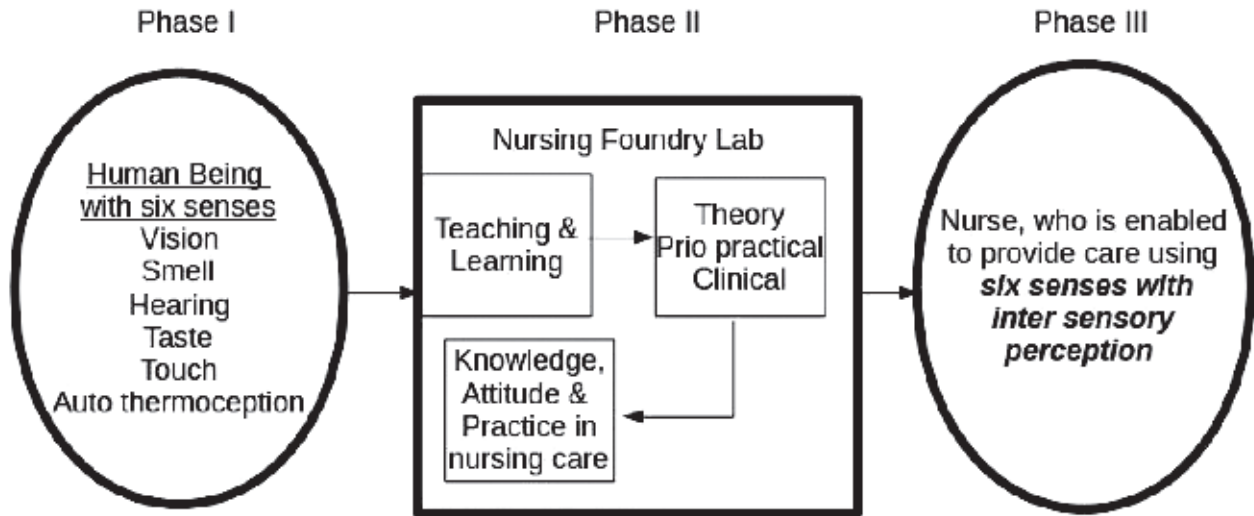 Phase I
Phase II
Phase III
Human Being
with six senses
Vision
Smell
Hearing
Taste
Touch
Auto thermoception
Nursing Foundry Lab
Teaching &
Learning
Theory
Prio practical
Clinical
Knowledge,
Attitude &
Practice in
nursing care
Nurse, who is enabled
to provide care using
six senses with
inter sensory
perception